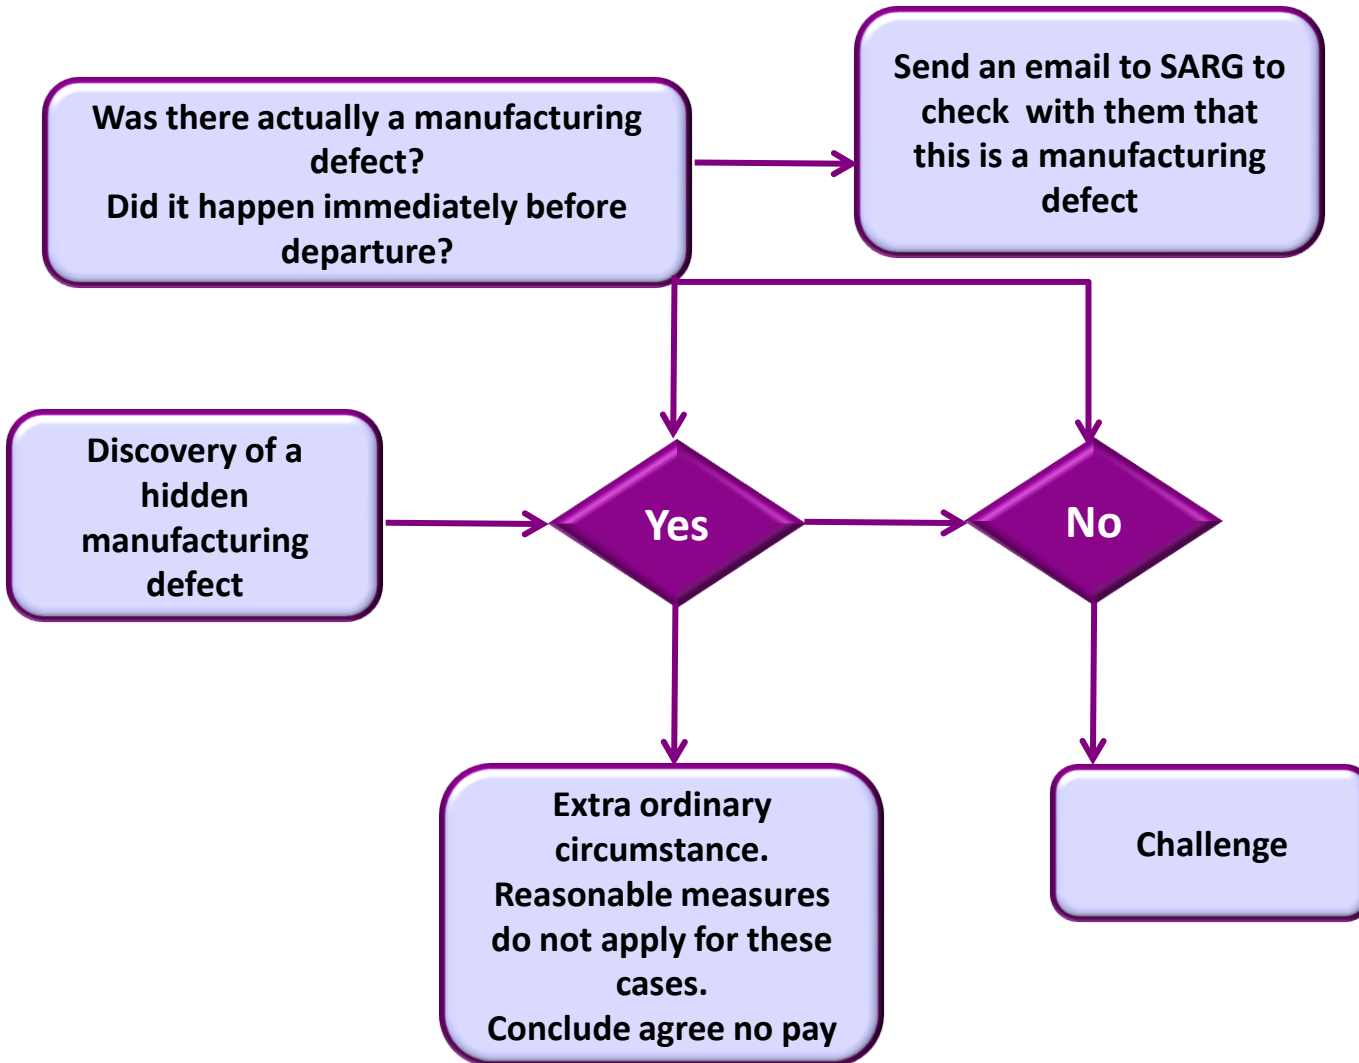 Was there actually a manufacturing
defect?
Did it happen immediately before
departure?
Send an email to SARG to
check  with them that
this is a manufacturing
defect
Discovery of a
hidden
manufacturing
defect
Yes
No
Extra ordinary
circumstance.
Reasonable measures
do not apply for these
cases.
Conclude agree no pay
Challenge